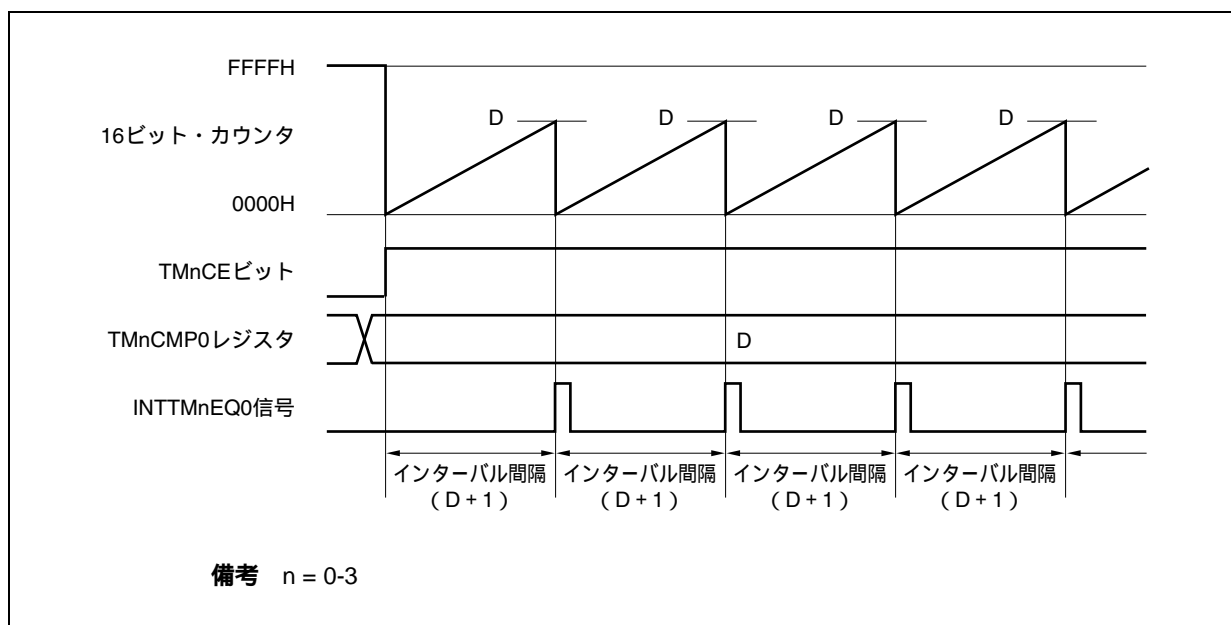 FFFFH
16ビット・カウンタ
D D D D
0000H
TMnCEビット
TMnCMP0レジスタ
D
INTTMnEQ0信号
インターバル間隔 インターバル間隔 インターバル間隔 インターバル間隔
（D + 1） （D + 1） （D + 1） （D + 1）
備考 n = 0-3